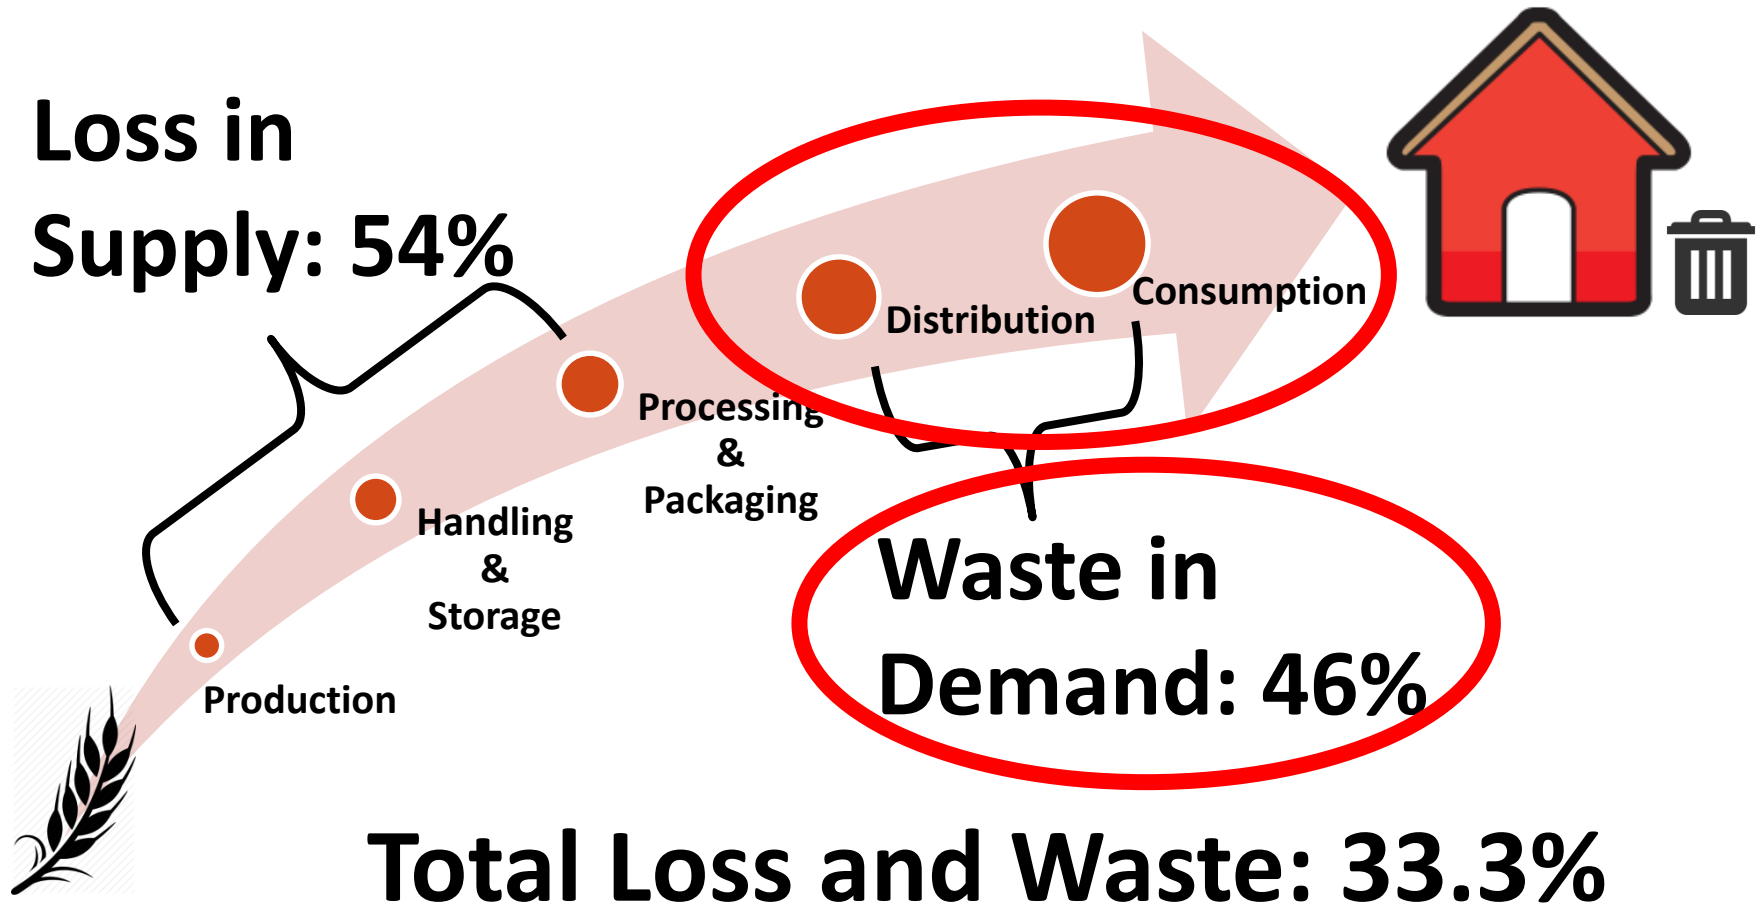 Loss in
Supply: 54%
Consumption
Distribution
Processing
&
Packaging
Handling
&
Storage
Production
Waste in
Demand: 46%
Total Loss and Waste: 33.3%